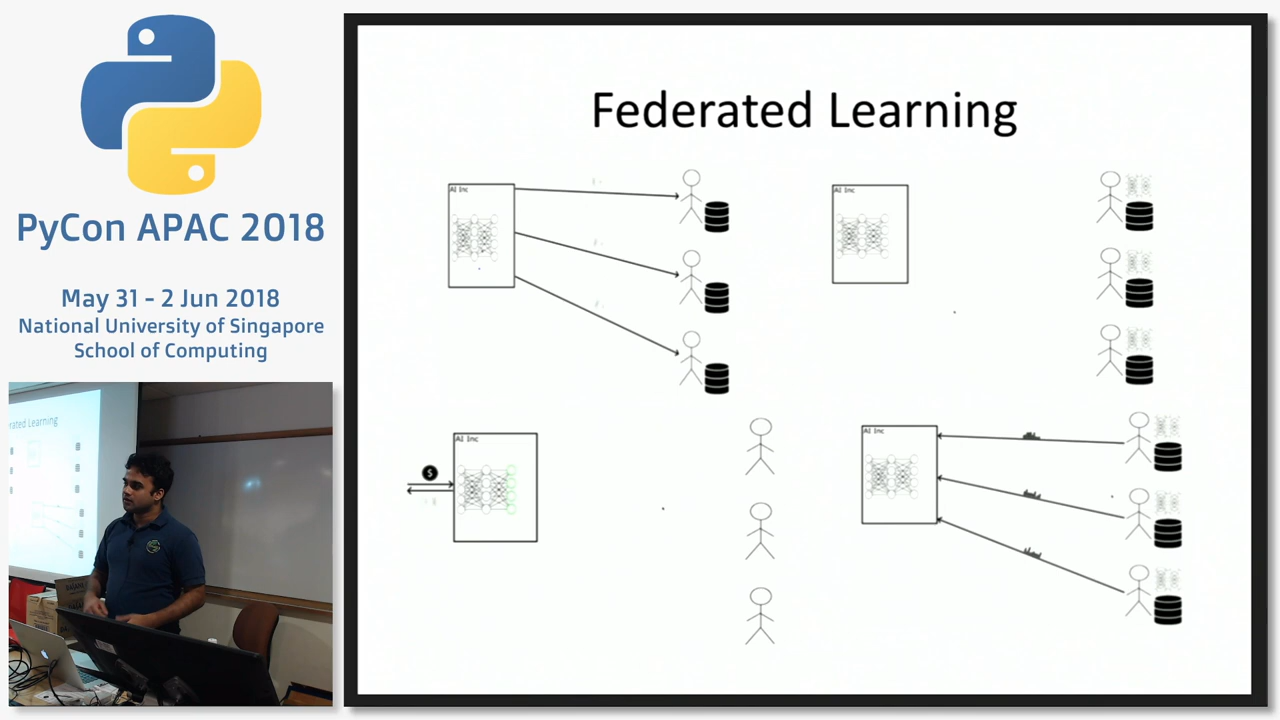 PyCon APAC 2018
May 31 - 2 Jun 2018
National University of Singapore
School of Computing
Federated Learning
AI Inc
AI Inc
AI Inc
$
AI Inc